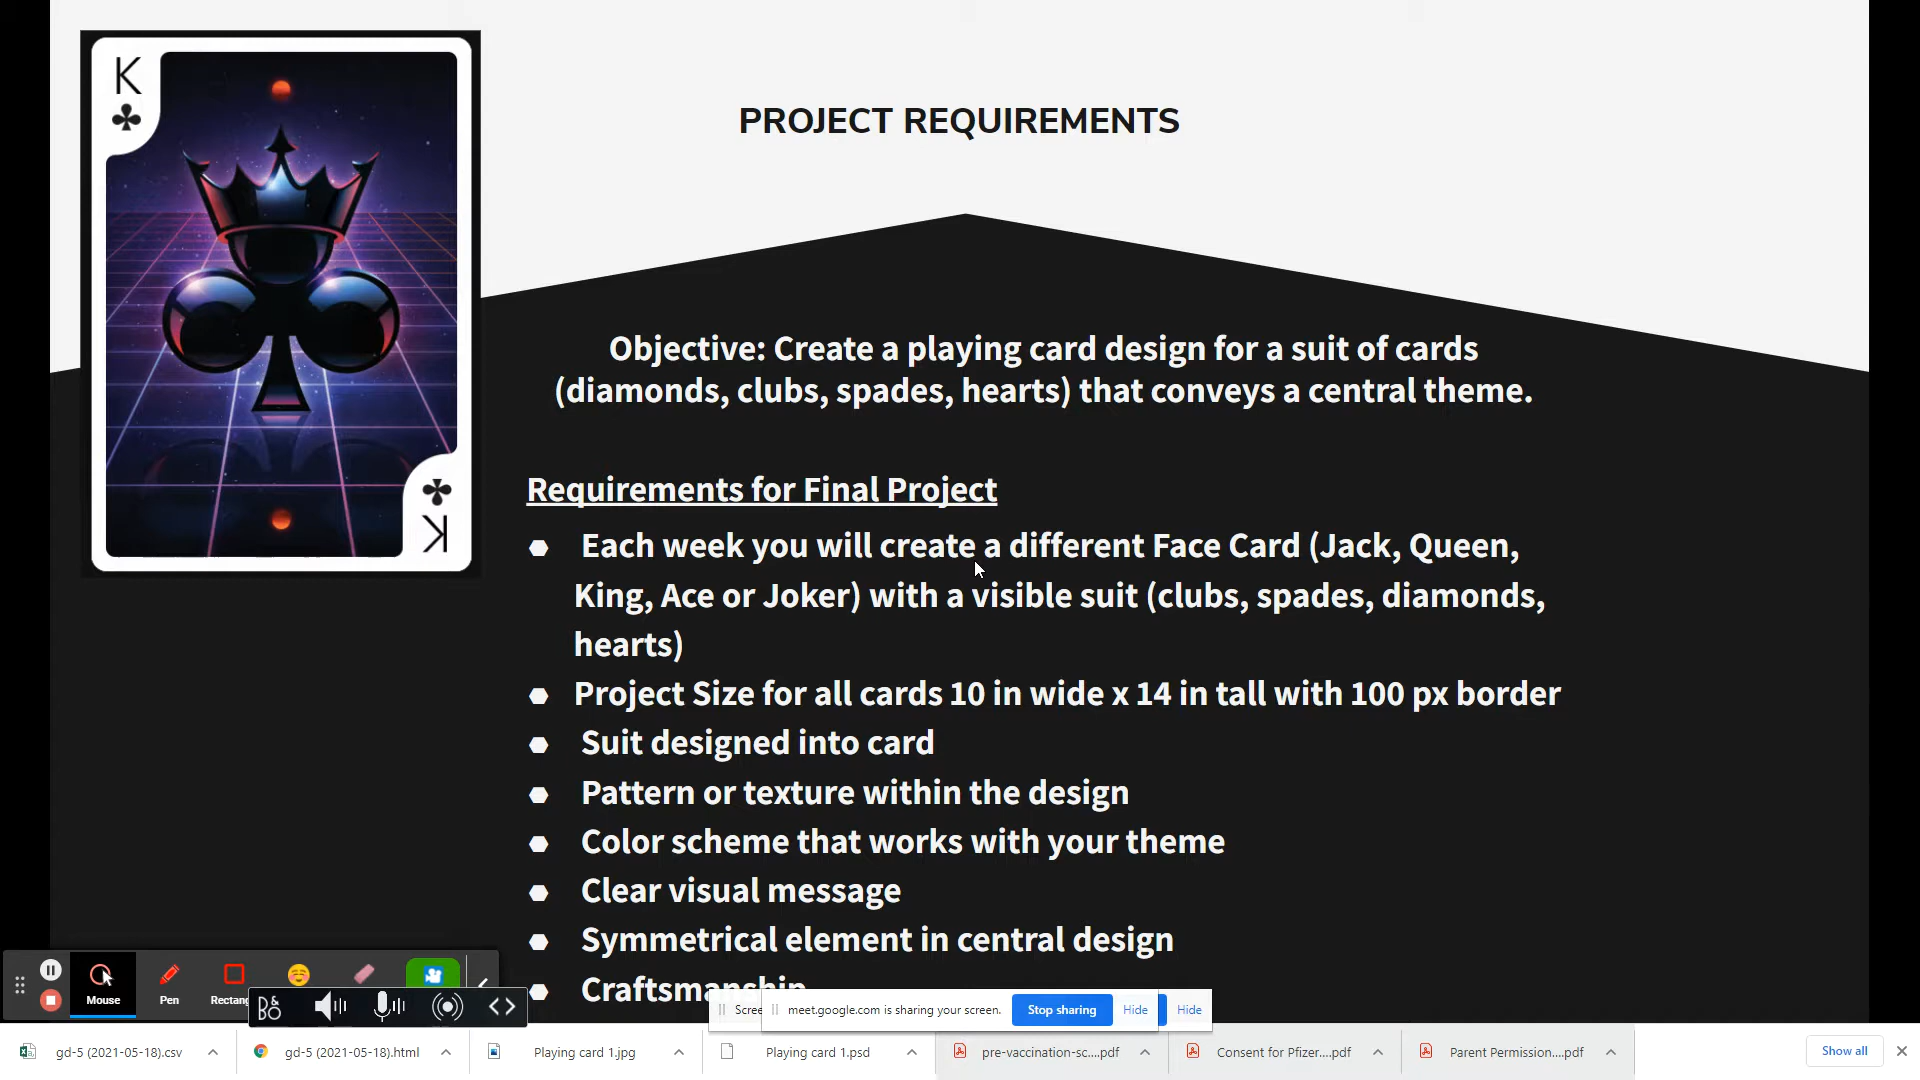 K
PROJECT REQUIREMENTS
Objective: Create a playing card design for a suit of cards
(diamonds, clubs, spades, hearts) that conveys a central theme.
Requirements for Final Project
Each week you will create a different Face Card (Jack, Queen,
King, Ace or Joker) with a visible suit (clubs, spades, diamonds,
hearts)
Project Size for all cards 10 in wide x 14 in tall with 100 px border
Suit designed into card
Pattern or texture within the design
Color scheme that works with your theme
Clear visual message
Symmetrical element in central design
Craftsmanship
K
Mouse
Pen
Rectang
B&O
Scree
meet.google.com is sharing your screen.
Stop sharing
Hide
Hide
gd-5 (2021-05-18).csv
gd-5 (2021-05-18).html
Playing card 1.jpg
Playing card 1.psd
pre-vaccination-sc....pdf
Consent for Pfizer....pdf
Parent Permission....pdf
Show all